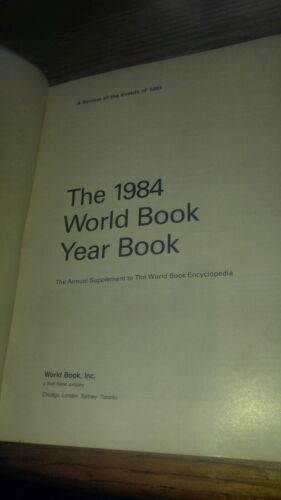 A Review of the Events of 1983
The 1984
World Book
Year Book
The Annual Supplement to The World Book Encyclopedia
World Book, Inc.
a Scott Fetzer company
Chicago London Sydney Toronto